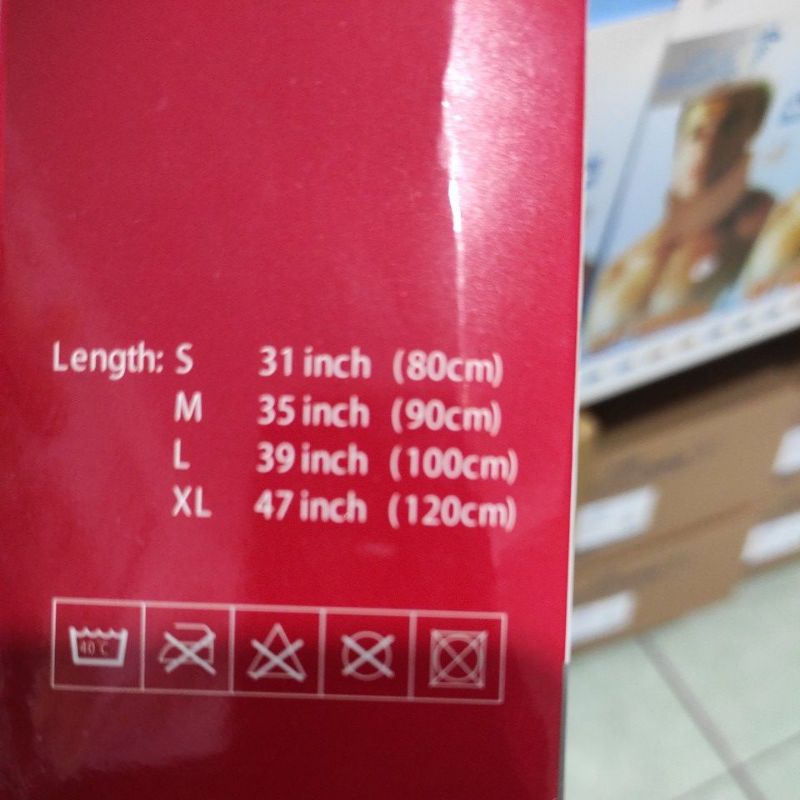 Length: S 31 inch (80cm)
M 35 inch (90cm)
L 39 inch (100cm)
XL 47 inch (120cm)
40°C